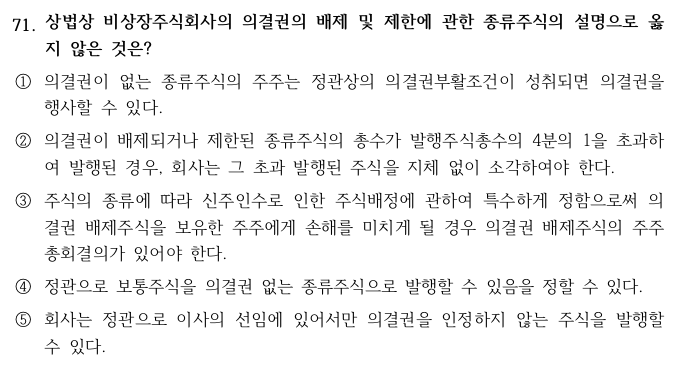 71. 상법상 비상장주식회사의 의결권의 배제 및 제한에 관한 종류주식의 설명으로 옳
지 않은 것은?
① 의결권이 없는 종류주식의 주주는 정관상의 의결권부활조건이 성취되면 의결권을
행사할 수 있다.
② 의결권이 배제되거나 제한된 종류주식의 총수가 발행주식총수의 4분의 1을 초과하
여 발행된 경우, 회사는 그 초과 발행된 주식을 지체 없이 소각하여야 한다.
③ 주식의 종류에 따라 신주인수로 인한 주식배정에 관하여 특수하게 정함으로써 의
결권 배제주식을 보유한 주주에게 손해를 미치게 될 경우 의결권 배제주식의 주주
총회결의가 있어야 한다.
④ 정관으로 보통주식을 의결권 없는 종류주식으로 발행할 수 있음을 정할 수 있다.
⑤ 회사는 정관으로 이사의 선임에 있어서만 의결권을 인정하지 않는 주식을 발행할
수 있다.